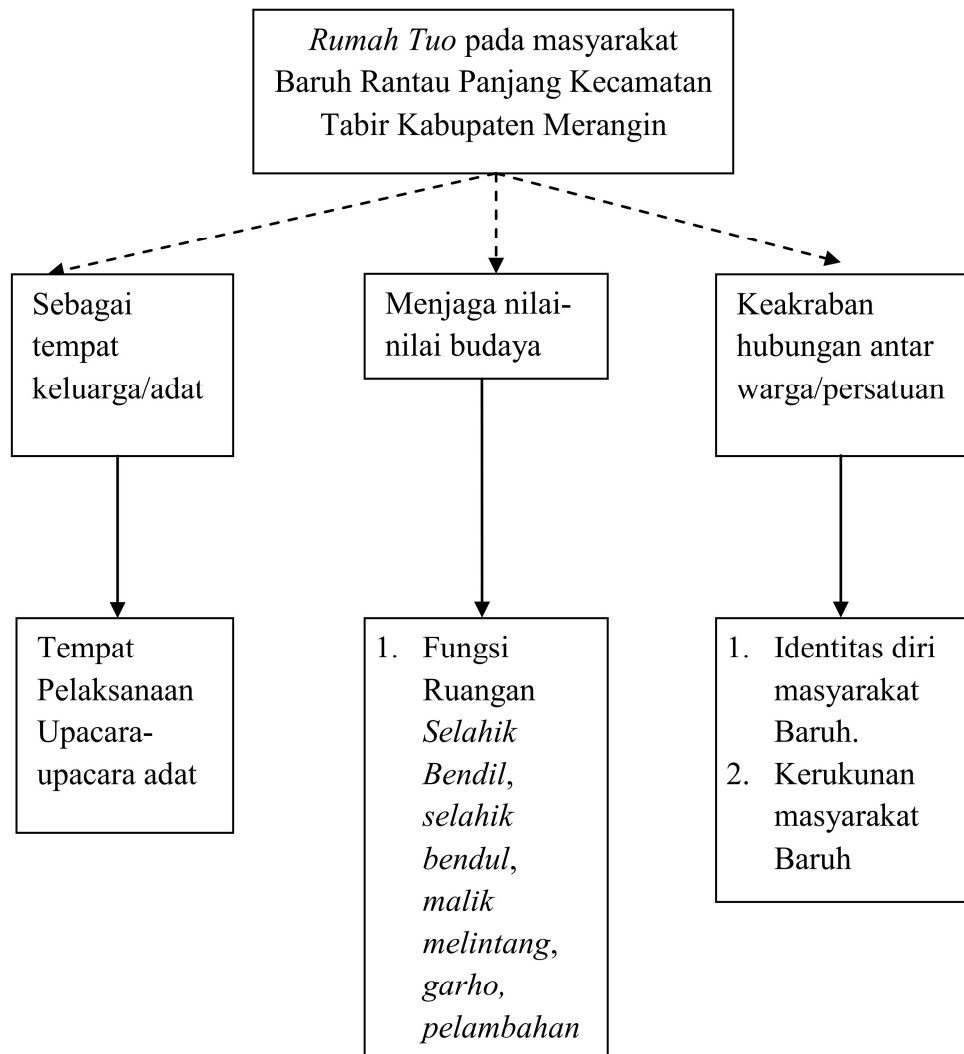 Rumah Tuo pada masyarakat
Baruh Rantau Panjang Kecamatan
Tabir Kabupaten Merangin
Sebagai
tempat
keluarga/adat
Menjaga nilai-
nilai budaya
Keakraban
hubungan antar
warga/persatuan
Tempat
Pelaksanaan
Upacara-
upacara adat
1. Fungsi
Ruangan
Selahik
Bendil,
selahik
bendul,
malik
melintang,
garho,
pelambahan
1. Identitas diri
masyarakat
Baruh.
2. Kerukunan
masyarakat
Baruh